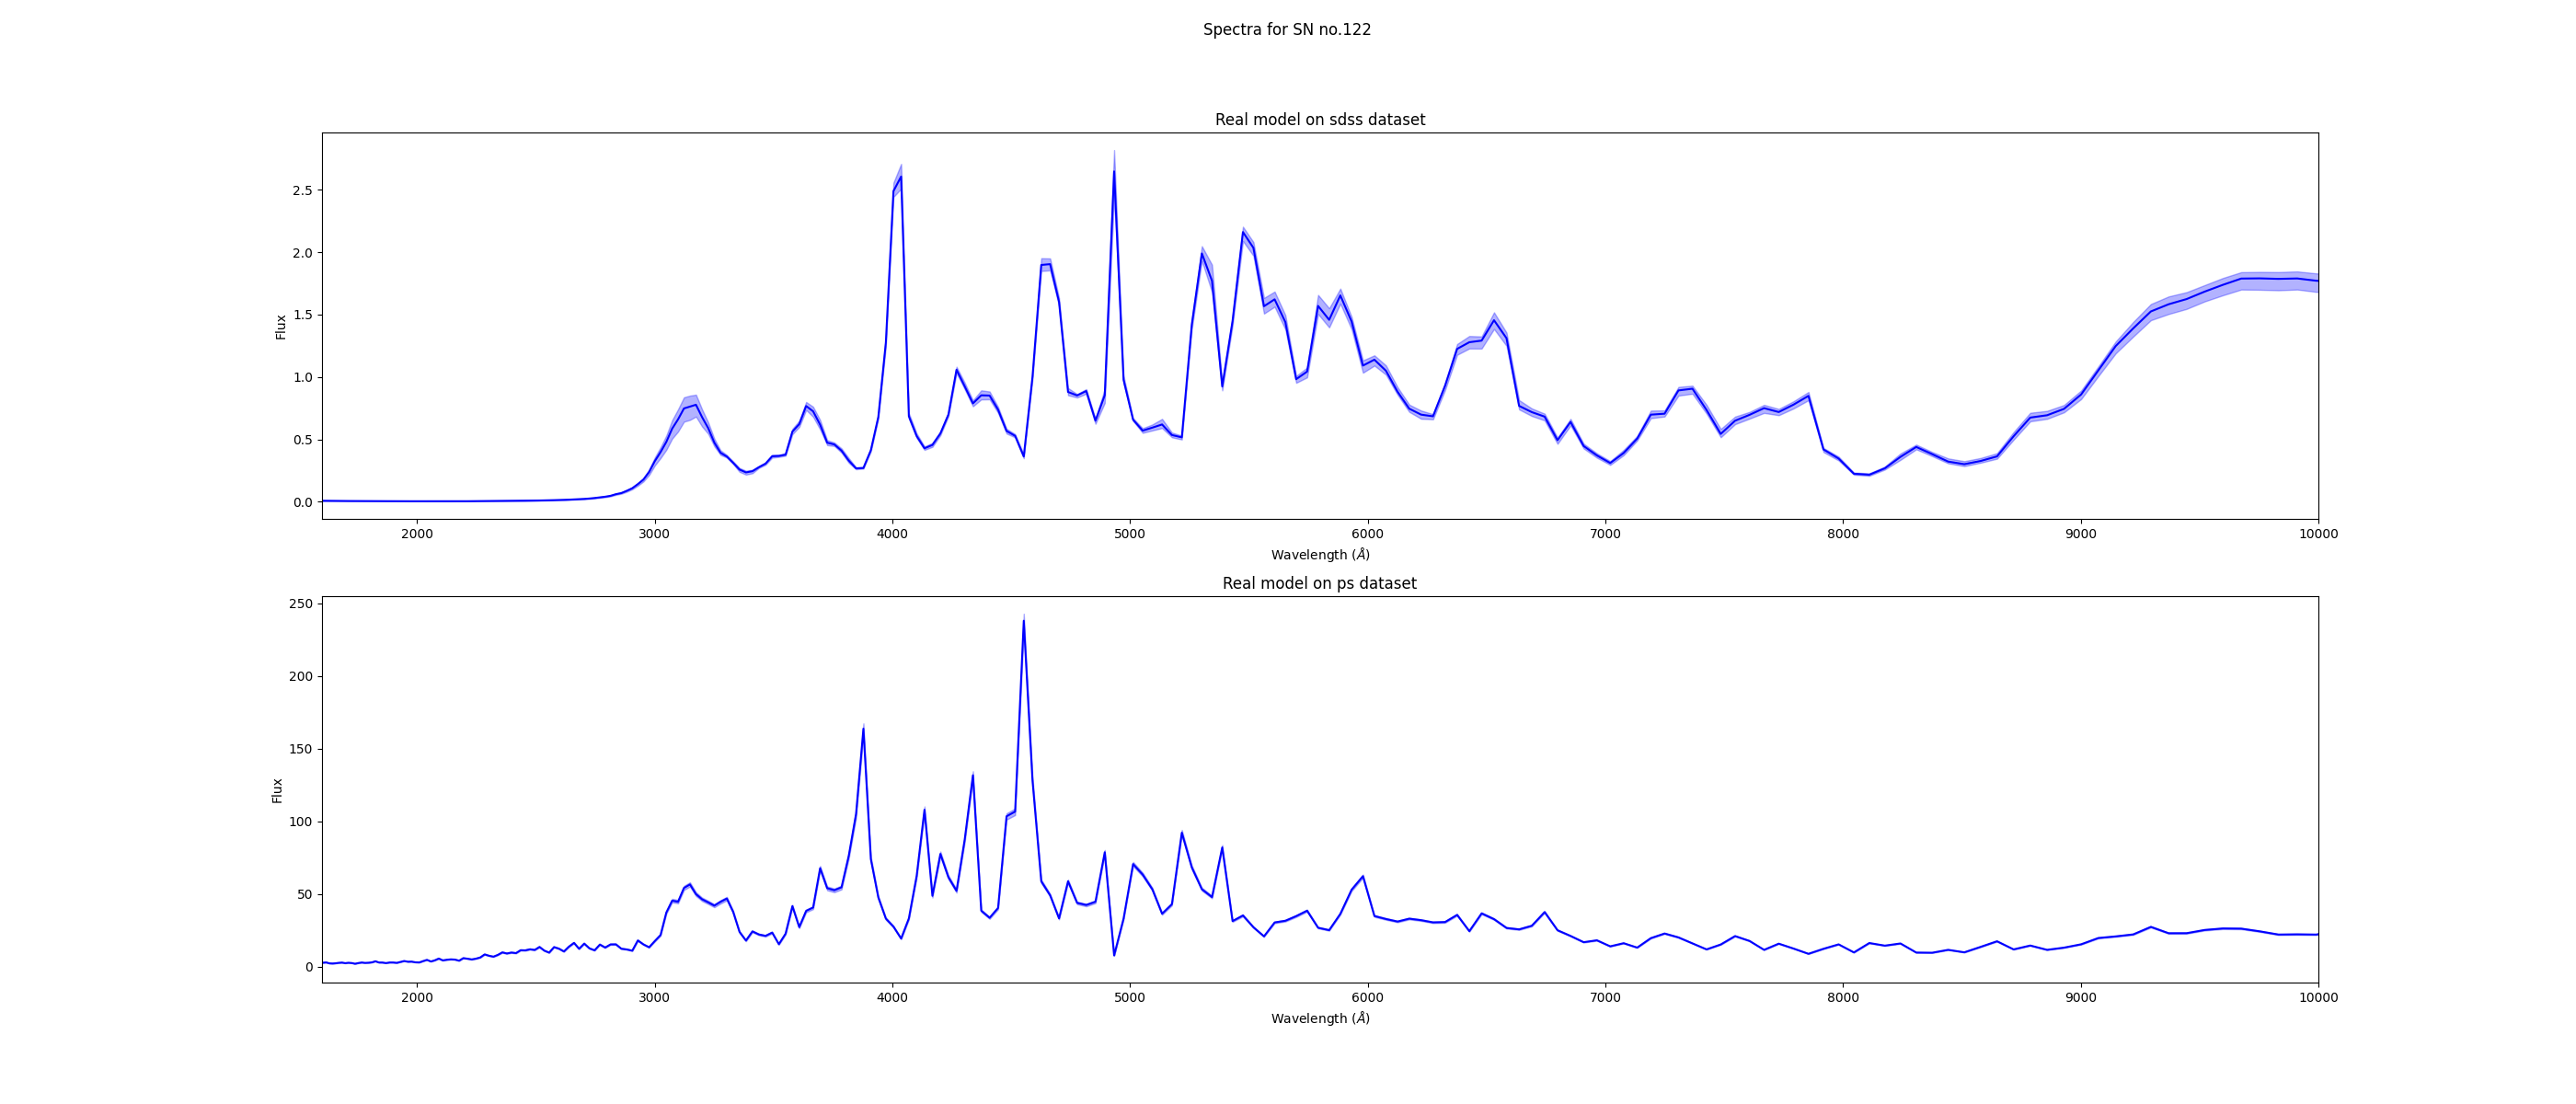 Spectra for SN no.122
Real model on sdss dataset
Flux
2.5
2.0
1.5
1.0
0.5
0.0
2000 3000 4000 5000 6000 7000 8000 9000 10000
Wavelength (Å)
Real model on ps dataset
Flux
250
200
150
100
50
0
2000 3000 4000 5000 6000 7000 8000 9000 10000
Wavelength (Å)